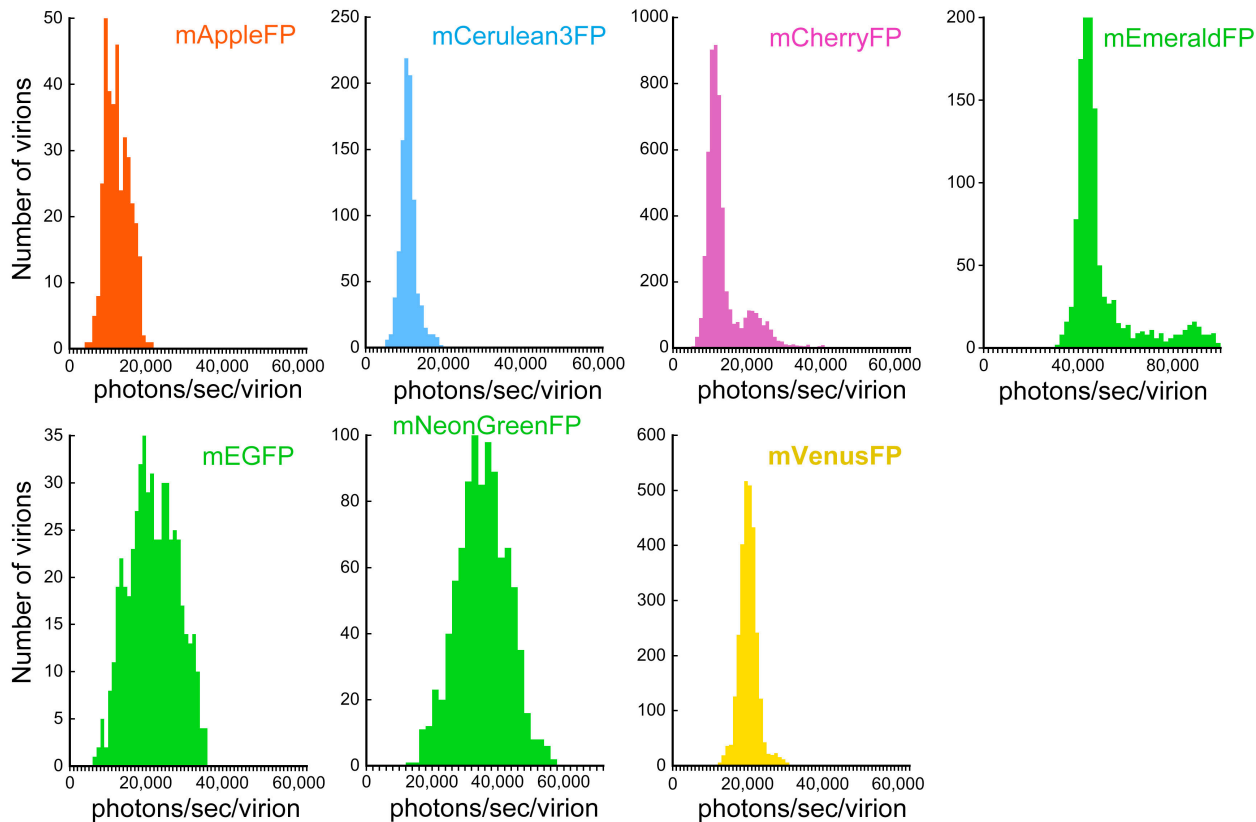 mAppleFP
50
40
30
20
10
0
Number of virions
0 20,000 40,000 60,000
photons/sec/virion
mCerulean3FP
250
200
150
100
50
0
0 20,000 40,000 60,000
photons/sec/virion
mCherryFP
1000
800
600
400
200
0
0 20,000 40,000 60,000
photons/sec/virion
mEmeraldFP
200
150
100
50
0
0 40,0000 80,0000
photons/sec/virion
mEGFP
35
30
25
20
15
10
5
0
Number of virions
0 20,000 40,000 60,000
photons/sec/virion
mNeonGreenFP
100
80
60
40
20
0
0 20,000 40,000 60,000
photons/sec/virion
mVenusFP
600
500
400
300
200
100
0
0 20,000 40,000 60,000
photons/sec/virion